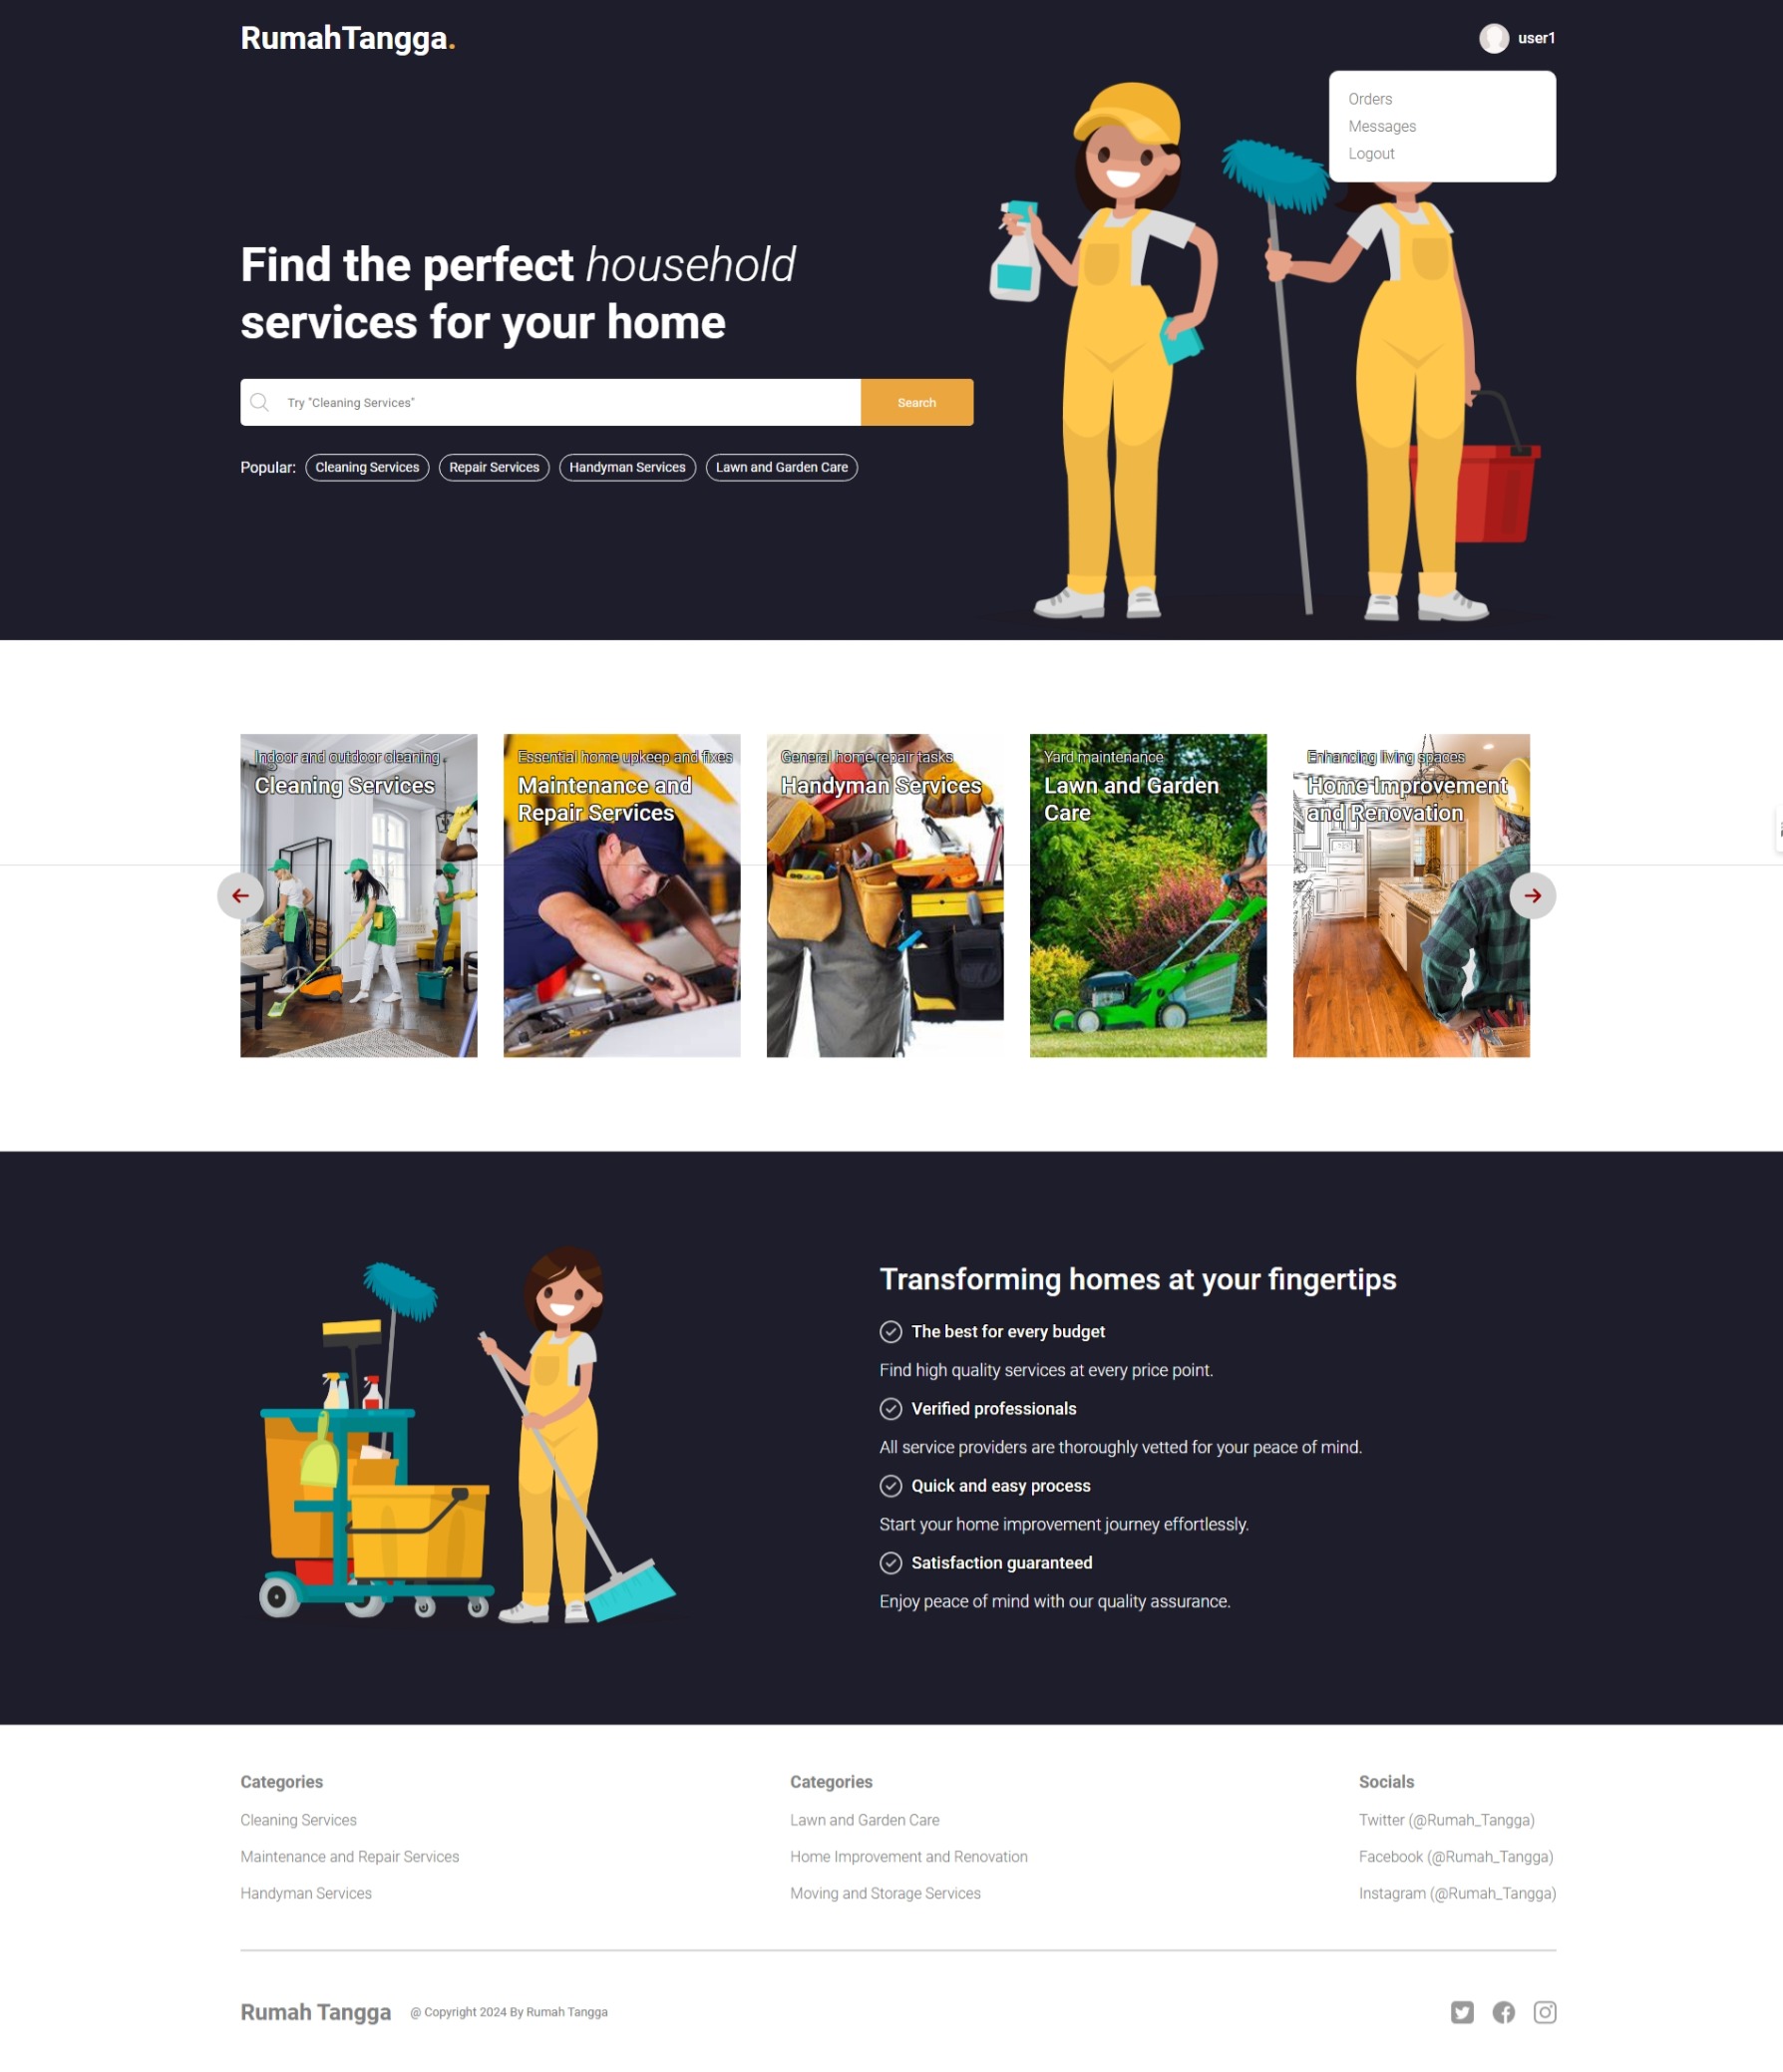 RumahTangga.
user1
Orders
Messages
Logout
Find the perfect household
services for your home
Try "Cleaning Services"
Search
Popular:
Cleaning Services
Repair Services
Handyman Services
Lawn and Garden Care
Indoor and outdoor cleaning
Cleaning Services
Essential home upkeep and fixes
Maintenance and
Repair Services
General home repair tasks
Handyman Services
Yard maintenance
Lawn and Garden
Care
Enhancing living spaces
Home Improvement
and Renovation
Transforming homes at your fingertips
The best for every budget
Find high quality services at every price point.
Verified professionals
All service providers are thoroughly vetted for your peace of mind.
Quick and easy process
Start your home improvement journey effortlessly.
Satisfaction guaranteed
Enjoy peace of mind with our quality assurance.
Categories
Cleaning Services
Maintenance and Repair Services
Handyman Services
Categories
Lawn and Garden Care
Home Improvement and Renovation
Moving and Storage Services
Socials
Twitter (@Rumah_Tangga)
Facebook (@Rumah_Tangga)
Instagram (@Rumah_Tangga)
Rumah Tangga
@ Copyright 2024 By Rumah Tangga